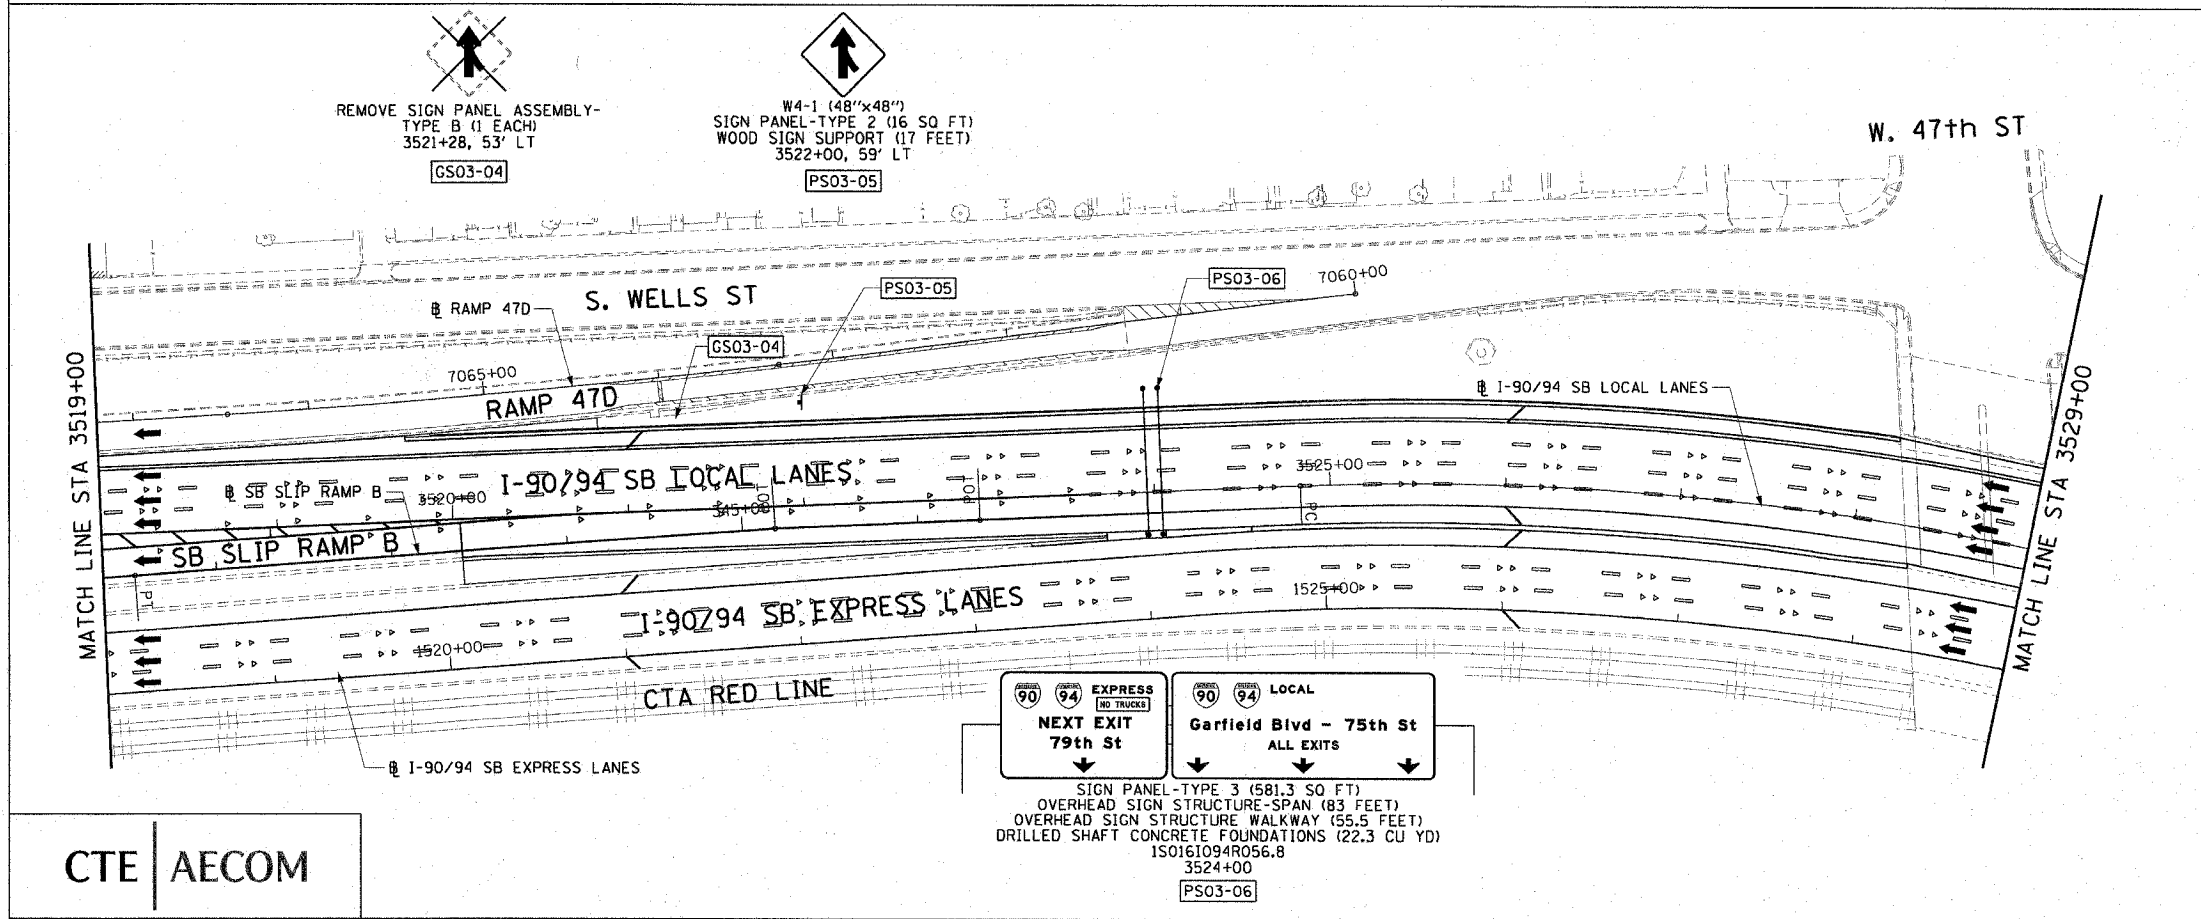 REMOVE SIGN PANEL ASSEMBLY-
TYPE B (1 EACH)
3521+28, 53' LT
GS03-04
W4-1 (48''x48'')
SIGN PANEL-TYPE 2 (16 SQ FT)
WOOD SIGN SUPPORT (17 FEET)
3522+00, 59' LT
PS03-05
W. 47th ST
S. WELLS ST
RAMP 47D
PS03-05
PS03-06
7060+00
GS03-04
7065+00
RAMP 47D
I-90/94 SB LOCAL LANES
MATCH LINE STA 3519+00
MATCH LINE STA 3529+00
I-90/94 SB LOCAL LANES
SB SLIP RAMP B
3520+00
3525+00
345+00
POT
PC
SB SLIP RAMP B
PT
I-90/94 SB EXPRESS LANES
1525+00
1520+00
CTA RED LINE
I-90/94 SB EXPRESS LANES
90 94 EXPRESS
NO TRUCKS
NEXT EXIT
79th St
90 94 LOCAL
Garfield Blvd - 75th St
ALL EXITS
SIGN PANEL-TYPE 3 (581.3 SQ FT)
OVERHEAD SIGN STRUCTURE-SPAN (83 FEET)
OVERHEAD SIGN STRUCTURE WALKWAY (55.5 FEET)
DRILLED SHAFT CONCRETE FOUNDATIONS (22.3 CU YD)
1S016I094R056.8
3524+00
PS03-06
CTE | AECOM